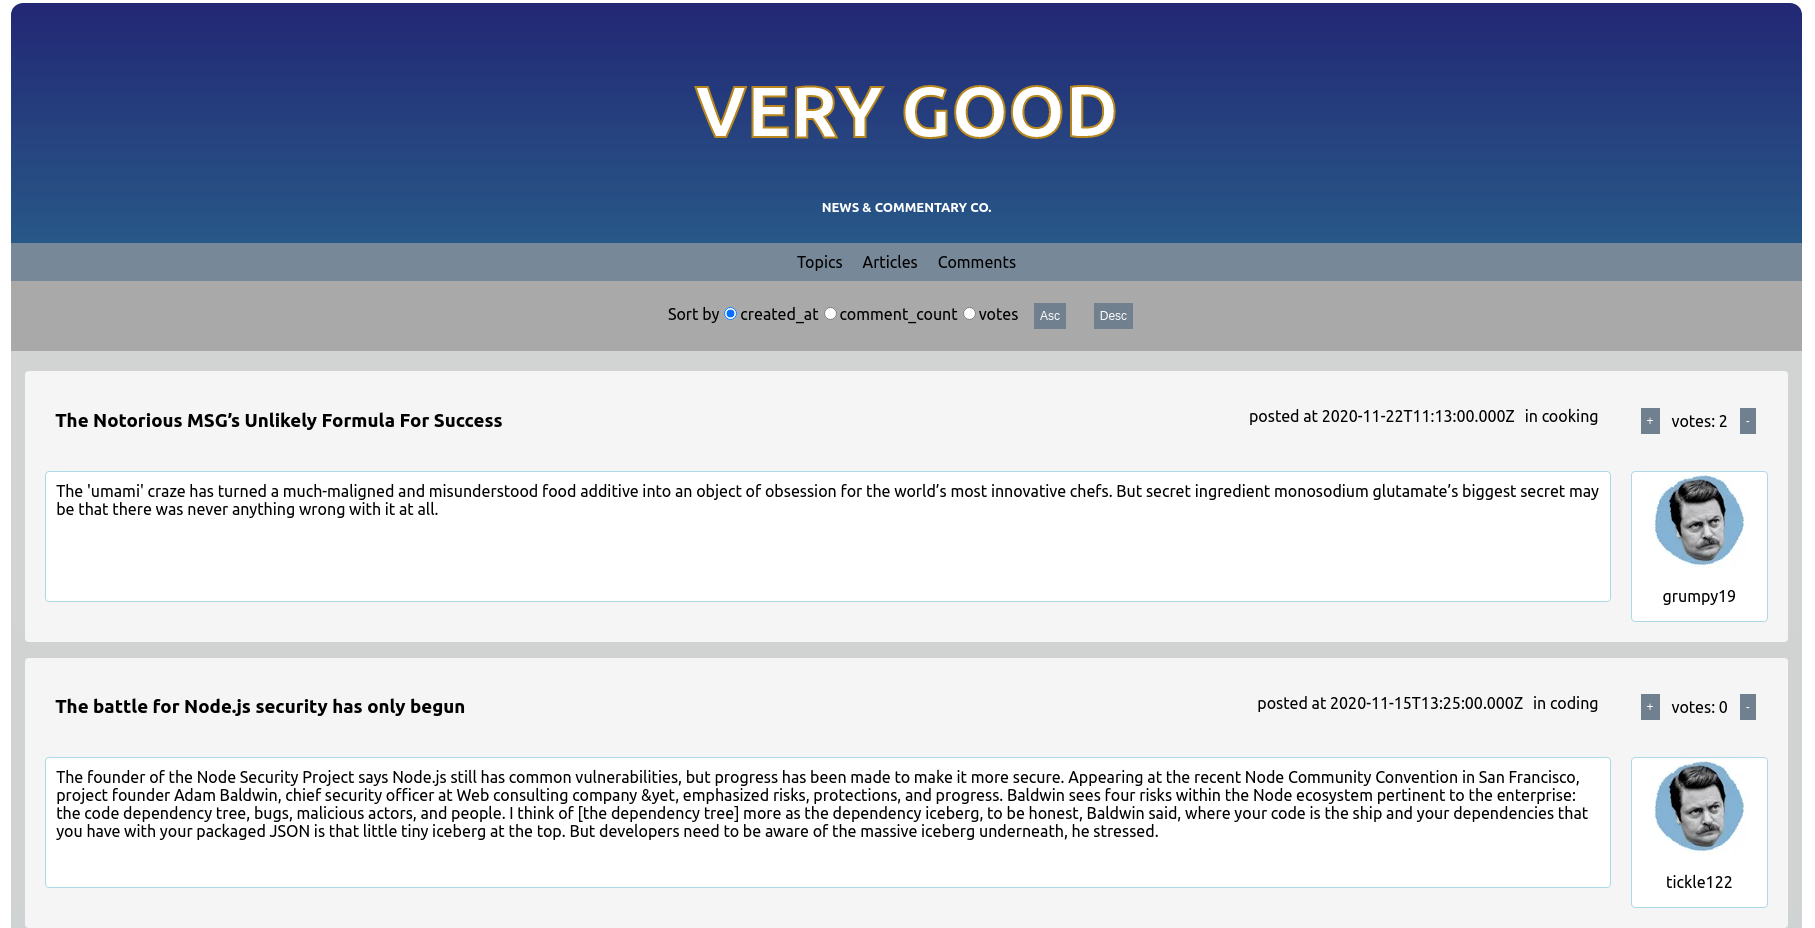 VERY GOOD
NEWS & COMMENTARY CO.
Topics Articles Comments
Sort by created_at comment_count votes Asc Desc
The Notorious MSG’s Unlikely Formula For Success posted at 2020-11-22T11:13:00.000Z in cooking + votes: 2 -
The 'umami' craze has turned a much-maligned and misunderstood food additive into an object of obsession for the world’s most innovative chefs. But secret ingredient monosodium glutamate’s biggest secret may
be that there was never anything wrong with it at all.
grumpy19
The battle for Node.js security has only begun posted at 2020-11-15T13:25:00.000Z in coding + votes: 0 -
The founder of the Node Security Project says Node.js still has common vulnerabilities, but progress has been made to make it more secure. Appearing at the recent Node Community Convention in San Francisco,
project founder Adam Baldwin, chief security officer at Web consulting company &yet, emphasized risks, protections, and progress. Baldwin sees four risks within the Node ecosystem pertinent to the enterprise:
the code dependency tree, bugs, malicious actors, and people. I think of [the dependency tree] more as the dependency iceberg, to be honest, Baldwin said, where your code is the ship and your dependencies that
you have with your packaged JSON is that little tiny iceberg at the top. But developers need to be aware of the massive iceberg underneath, he stressed.
tickle122